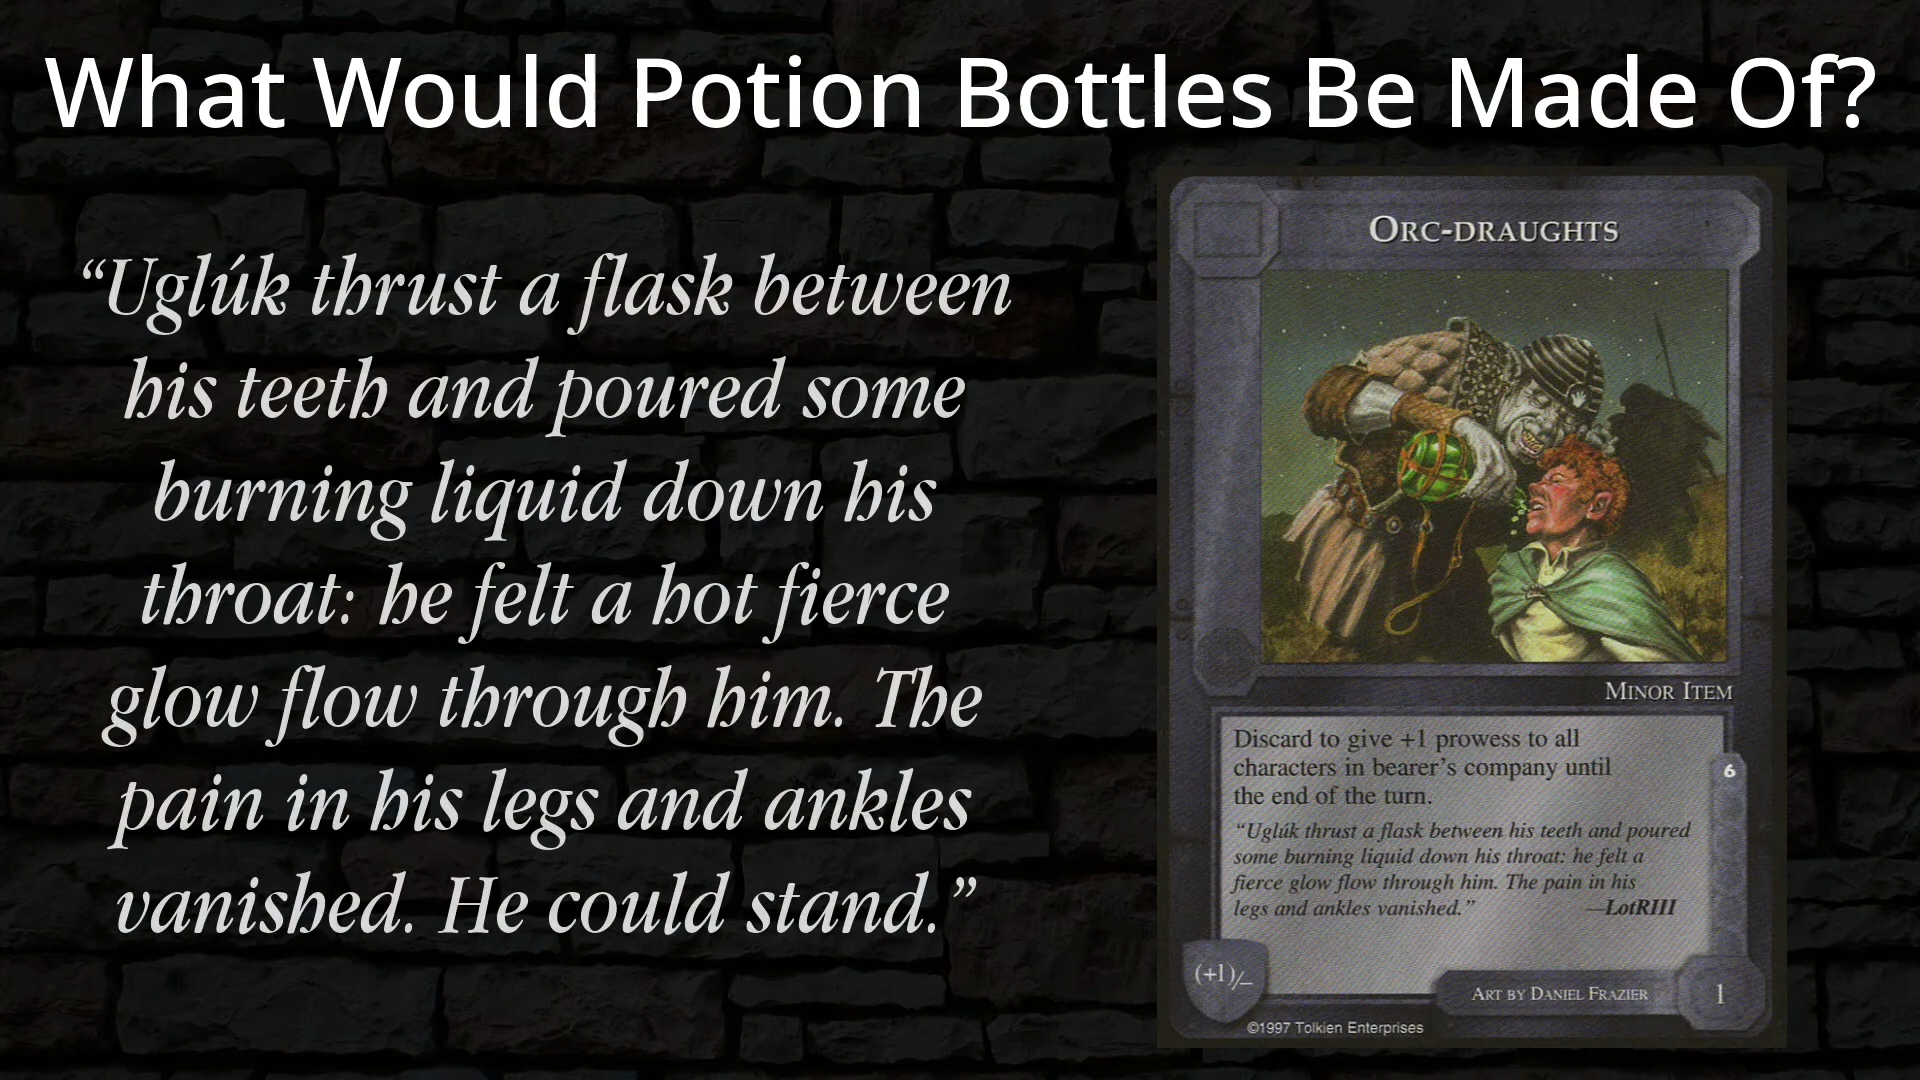 What Would Potion Bottles Be Made Of?
“Uglúk thrust a flask between
his teeth and poured some
burning liquid down his
throat: he felt a hot fierce
glow flow through him. The
pain in his legs and ankles
vanished. He could stand.”
Orc-draughts
Minor Item
Discard to give +1 prowess to all
characters in bearer’s company until
the end of the turn.
6
“Uglúk thrust a flask between his teeth and poured
some burning liquid down his throat: he felt a
fierce glow flow through him. The pain in his
legs and ankles vanished.” —LotRIII
(+1)/–
Art by Daniel Frazier
1
©1997 Tolkien Enterprises